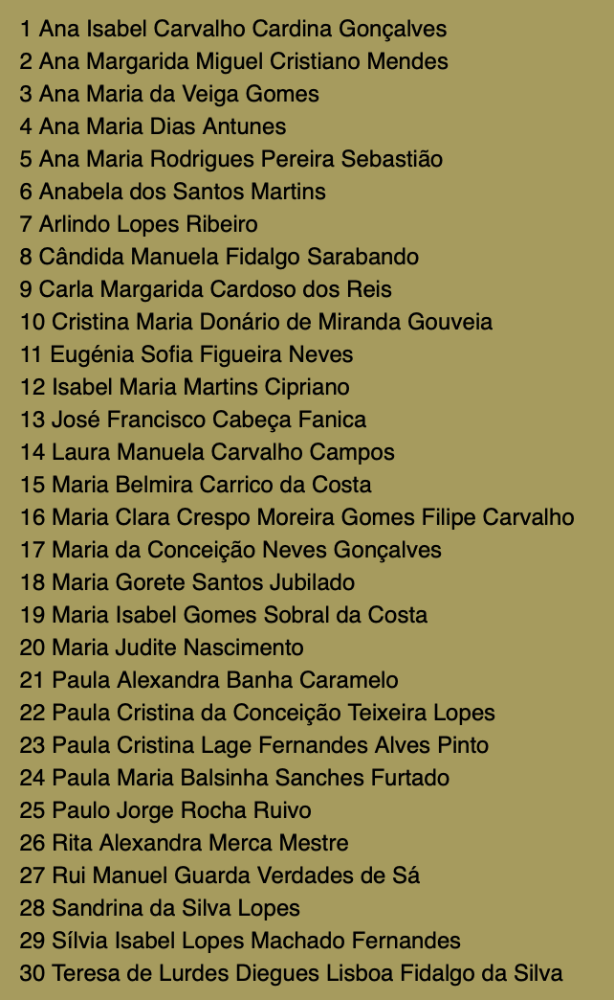 1 Ana Isabel Carvalho Cardina Gonçalves
2 Ana Margarida Miguel Cristiano Mendes
3 Ana Maria da Veiga Gomes
4 Ana Maria Dias Antunes
5 Ana Maria Rodrigues Pereira Sebastião
6 Anabela dos Santos Martins
7 Arlindo Lopes Ribeiro
8 Cândida Manuela Fidalgo Sarabando
9 Carla Margarida Cardoso dos Reis
10 Cristina Maria Donário de Miranda Gouveia
11 Eugénia Sofia Figueira Neves
12 Isabel Maria Martins Cipriano
13 José Francisco Cabeça Fanica
14 Laura Manuela Carvalho Campos
15 Maria Belmira Carrico da Costa
16 Maria Clara Crespo Moreira Gomes Filipe Carvalho
17 Maria da Conceição Neves Gonçalves
18 Maria Gorete Santos Jubilado
19 Maria Isabel Gomes Sobral da Costa
20 Maria Judite Nascimento
21 Paula Alexandra Banha Caramelo
22 Paula Cristina da Conceição Teixeira Lopes
23 Paula Cristina Lage Fernandes Alves Pinto
24 Paula Maria Balsinha Sanches Furtado
25 Paulo Jorge Rocha Ruivo
26 Rita Alexandra Merca Mestre
27 Rui Manuel Guarda Verdades de Sá
28 Sandrina da Silva Lopes
29 Sílvia Isabel Lopes Machado Fernandes
30 Teresa de Lurdes Diegues Lisboa Fidalgo da Silva